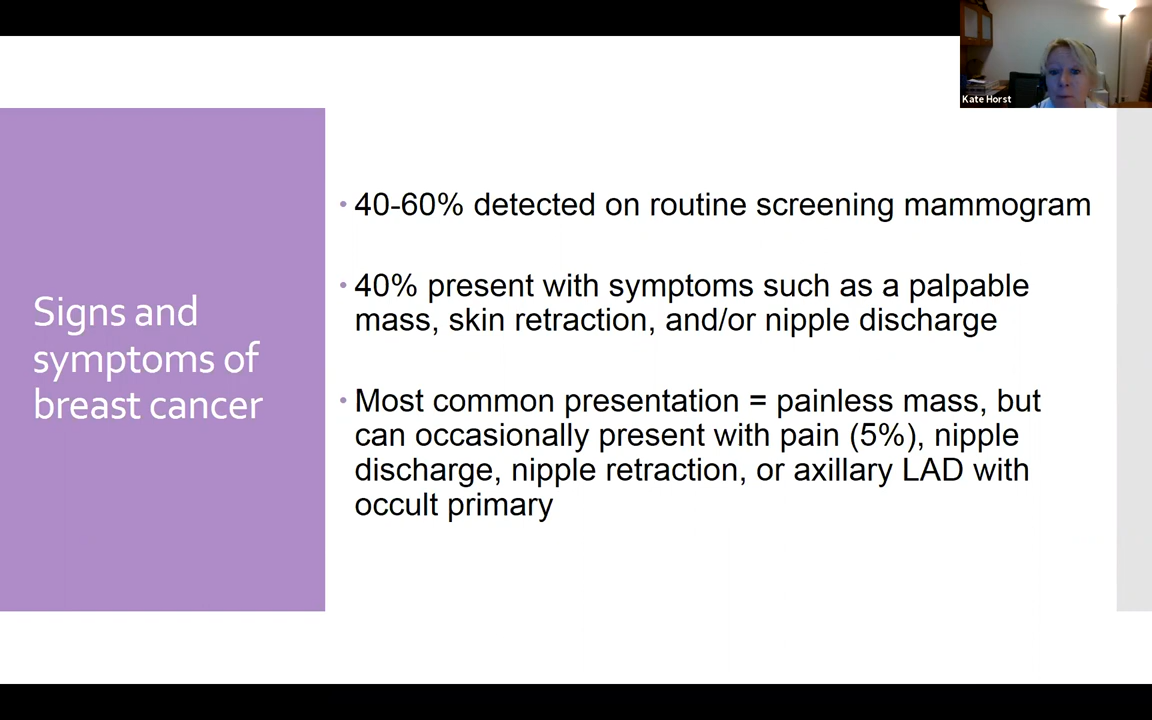 Kate Horst
Signs and
symptoms of
breast cancer
• 40-60% detected on routine screening mammogram
• 40% present with symptoms such as a palpable
mass, skin retraction, and/or nipple discharge
• Most common presentation = painless mass, but
can occasionally present with pain (5%), nipple
discharge, nipple retraction, or axillary LAD with
occult primary